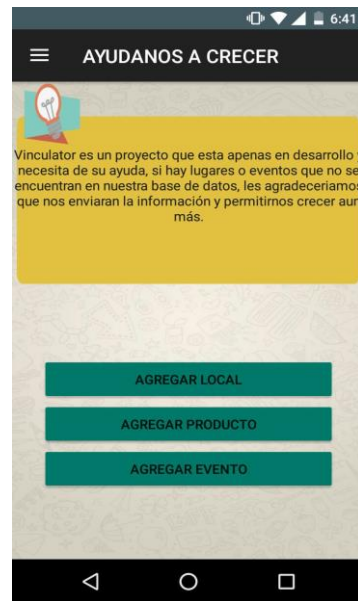 6:41
AYUDANOS A CRECER
Vinculator es un proyecto que esta apenas en desarrollo y
necesita de su ayuda, si hay lugares o eventos que no se
encuentran en nuestra base de datos, les agradeceriamos
que nos enviaran la información y permitirnos crecer aun
más.
AGREGAR LOCAL
AGREGAR PRODUCTO
AGREGAR EVENTO